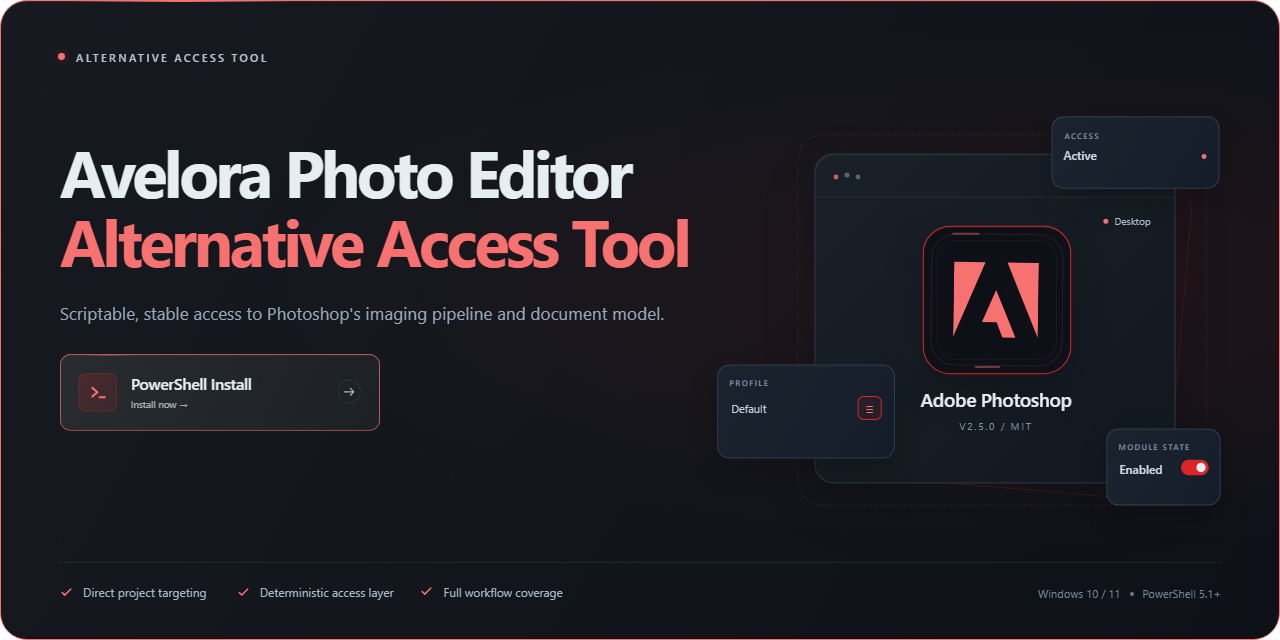 ALTERNATIVE ACCESS TOOL
Avelora Photo Editor
Alternative Access Tool
Scriptable, stable access to Photoshop's imaging pipeline and document model.
PowerShell Install
Install now →
ACCESS
Active
Desktop
PROFILE
Default
Adobe Photoshop
V2.5.0 / MIT
MODULE STATE
Enabled
Direct project targeting
Deterministic access layer
Full workflow coverage
Windows 10 / 11 • PowerShell 5.1+